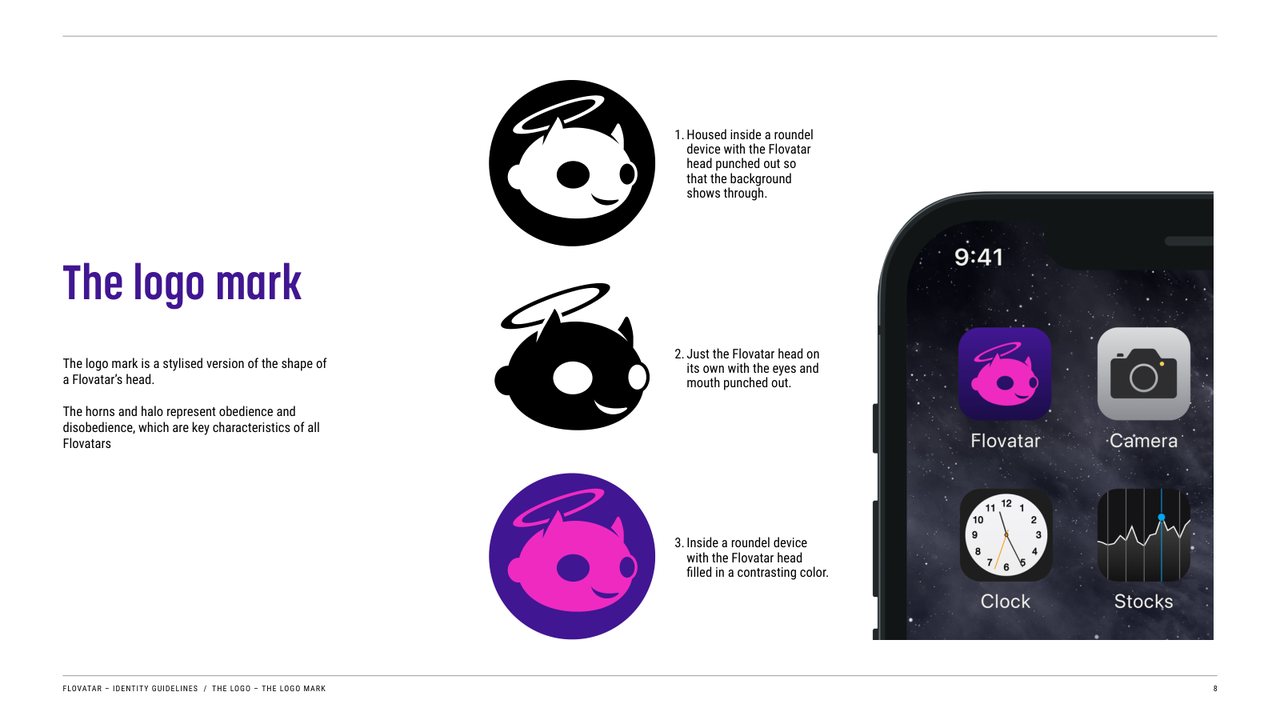 The logo mark
The logo mark is a stylised version of the shape of
a Flovatar's head.
The horns and halo represent obedience and
disobedience, which are key characteristics of all
Flovatars
1. Housed inside a roundel
device with the Flovatar
head punched out so
that the background
shows through.
2. Just the Flovatar head on
its own with the eyes and
mouth punched out.
3. Inside a roundel device
with the Flovatar head
filled in a contrasting color.
9:41
Flovatar
Camera
12
1
2
3
4
5
6
7
8
9
10
11
Clock
Stocks
FLOVATAR – IDENTITY GUIDELINES / THE LOGO – THE LOGO MARK
8